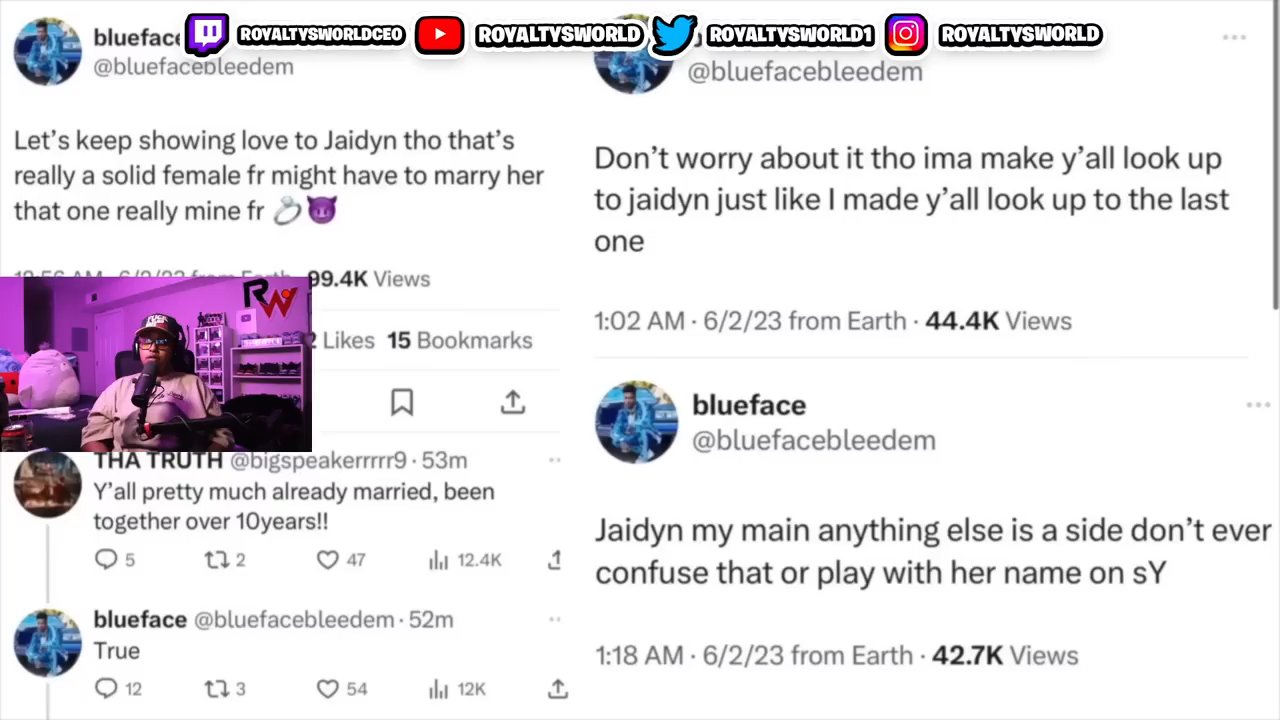 ROYALTYSWORLDCEO
ROYALTYSWORLD
ROYALTYSWORLD1
ROYALTYSWORLD
blueface
@bluefacebleedem
Let's keep showing love to Jaidyn tho that's
really a solid female fr might have to marry her
that one really mine fr 💍😈
6/2/23 from Earth · 99.4K Views
Likes 15 Bookmarks
RW
THA TRUTH @bigspeakerrrrr9 · 53m
Y'all pretty much already married, been
together over 10years!!
5 2 47 12.4K
blueface @bluefacebleedem · 52m
True
12 3 54 12K
@bluefacebleedem
Don't worry about it tho ima make y'all look up
to jaidyn just like I made y'all look up to the last
one
1:02 AM · 6/2/23 from Earth · 44.4K Views
blueface
@bluefacebleedem
Jaidyn my main anything else is a side don't ever
confuse that or play with her name on sY
1:18 AM · 6/2/23 from Earth · 42.7K Views